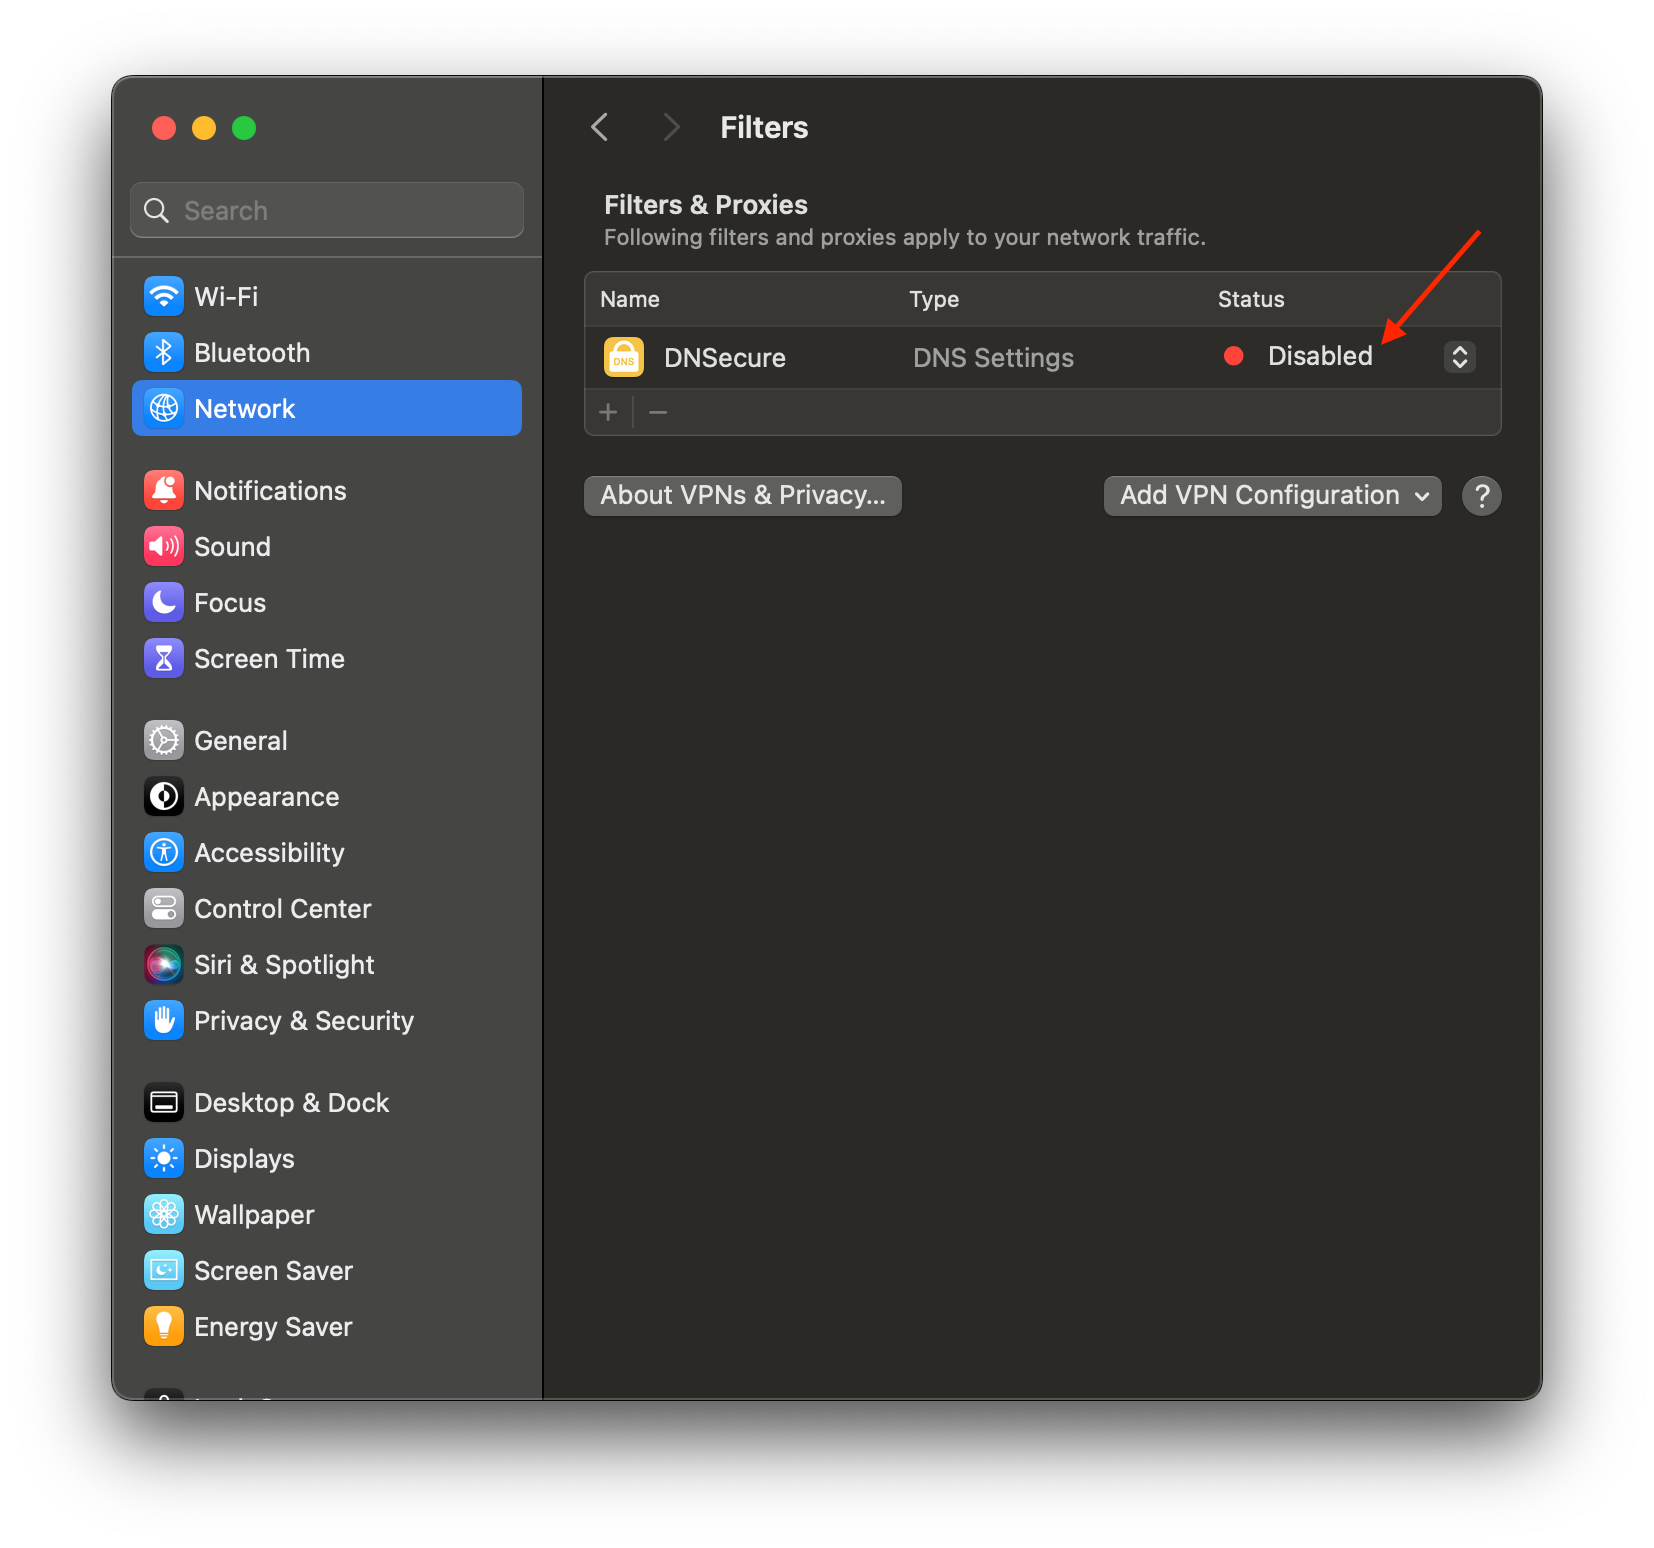 Filters
Search
Filters & Proxies
Following filters and proxies apply to your network traffic.
Name Type Status
DNS DNSecure DNS Settings Disabled
About VPNs & Privacy... Add VPN Configuration ?
Wi-Fi
Bluetooth
Network
Notifications
Sound
Focus
Screen Time
General
Appearance
Accessibility
Control Center
Siri & Spotlight
Privacy & Security
Desktop & Dock
Displays
Wallpaper
Screen Saver
Energy Saver